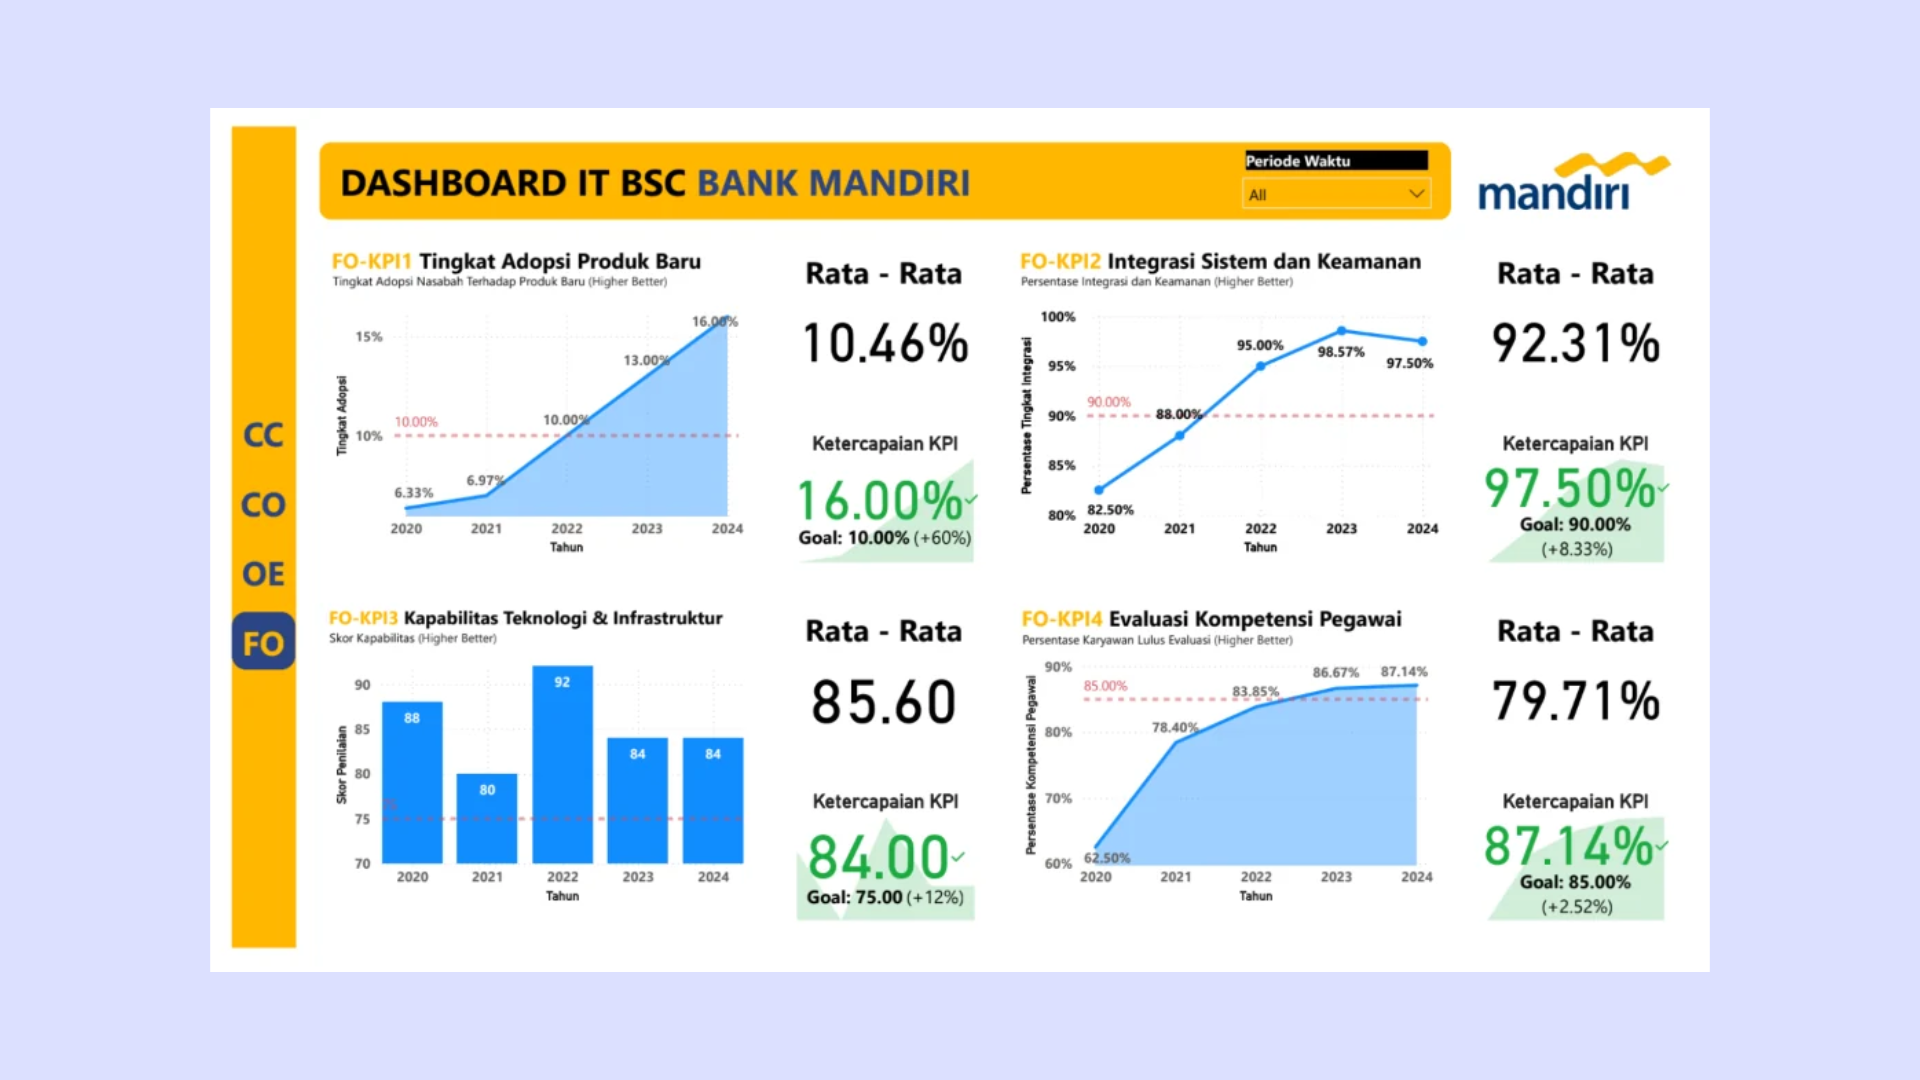 DASHBOARD IT BSC BANK MANDIRI
Periode Waktu
All
mandiri
CC
CO
OE
FO
FO-KPI1 Tingkat Adopsi Produk Baru
Tingkat Adopsi Nasabah Terhadap Produk Baru (Higher Better)
Tingkat Adopsi
15%
10%
10.00%
6.33%
6.97%
10.00%
13.00%
16.00%
2020 2021 2022 2023 2024
Tahun
Rata - Rata
10.46%
Ketercapaian KPI
16.00%
Goal: 10.00% (+60%)
FO-KPI2 Integrasi Sistem dan Keamanan
Persentase Integrasi dan Keamanan (Higher Better)
Persentase Tingkat Integrasi
100%
95%
90%
85%
80%
90.00%
82.50%
88.00%
95.00%
98.57%
97.50%
2020 2021 2022 2023 2024
Tahun
Rata - Rata
92.31%
Ketercapaian KPI
97.50%
Goal: 90.00%
(+8.33%)
FO-KPI3 Kapabilitas Teknologi & Infrastruktur
Skor Kapabilitas (Higher Better)
Skor Penilaian
90
85
80
75
70
88
80
92
84
84
2020 2021 2022 2023 2024
Tahun
Rata - Rata
85.60
Ketercapaian KPI
84.00
Goal: 75.00 (+12%)
FO-KPI4 Evaluasi Kompetensi Pegawai
Persentase Karyawan Lulus Evaluasi (Higher Better)
Persentase Kompetensi Pegawai
90%
80%
70%
60%
85.00%
62.50%
78.40%
83.85%
86.67%
87.14%
2020 2021 2022 2023 2024
Tahun
Rata - Rata
79.71%
Ketercapaian KPI
87.14%
Goal: 85.00%
(+2.52%)